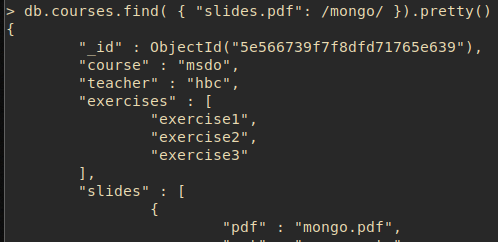 > db.courses.find( { "slides.pdf": /mongo/ }).pretty()
{
"_id" : ObjectId("5e566739f7f8dfd71765e639"),
"course" : "msdo",
"teacher" : "hbc",
"exercises" : [
"exercise1",
"exercise2",
"exercise3"
],
"slides" : [
{
"pdf" : "mongo.pdf",